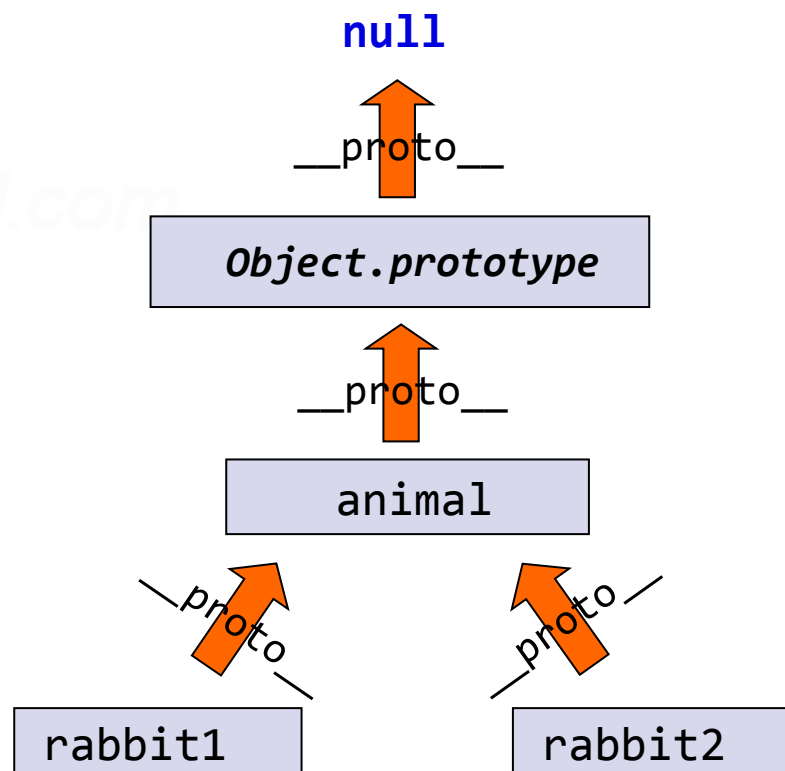 null
__proto__
Object.prototype
__proto__
animal
__proto__ __proto__
rabbit1 rabbit2